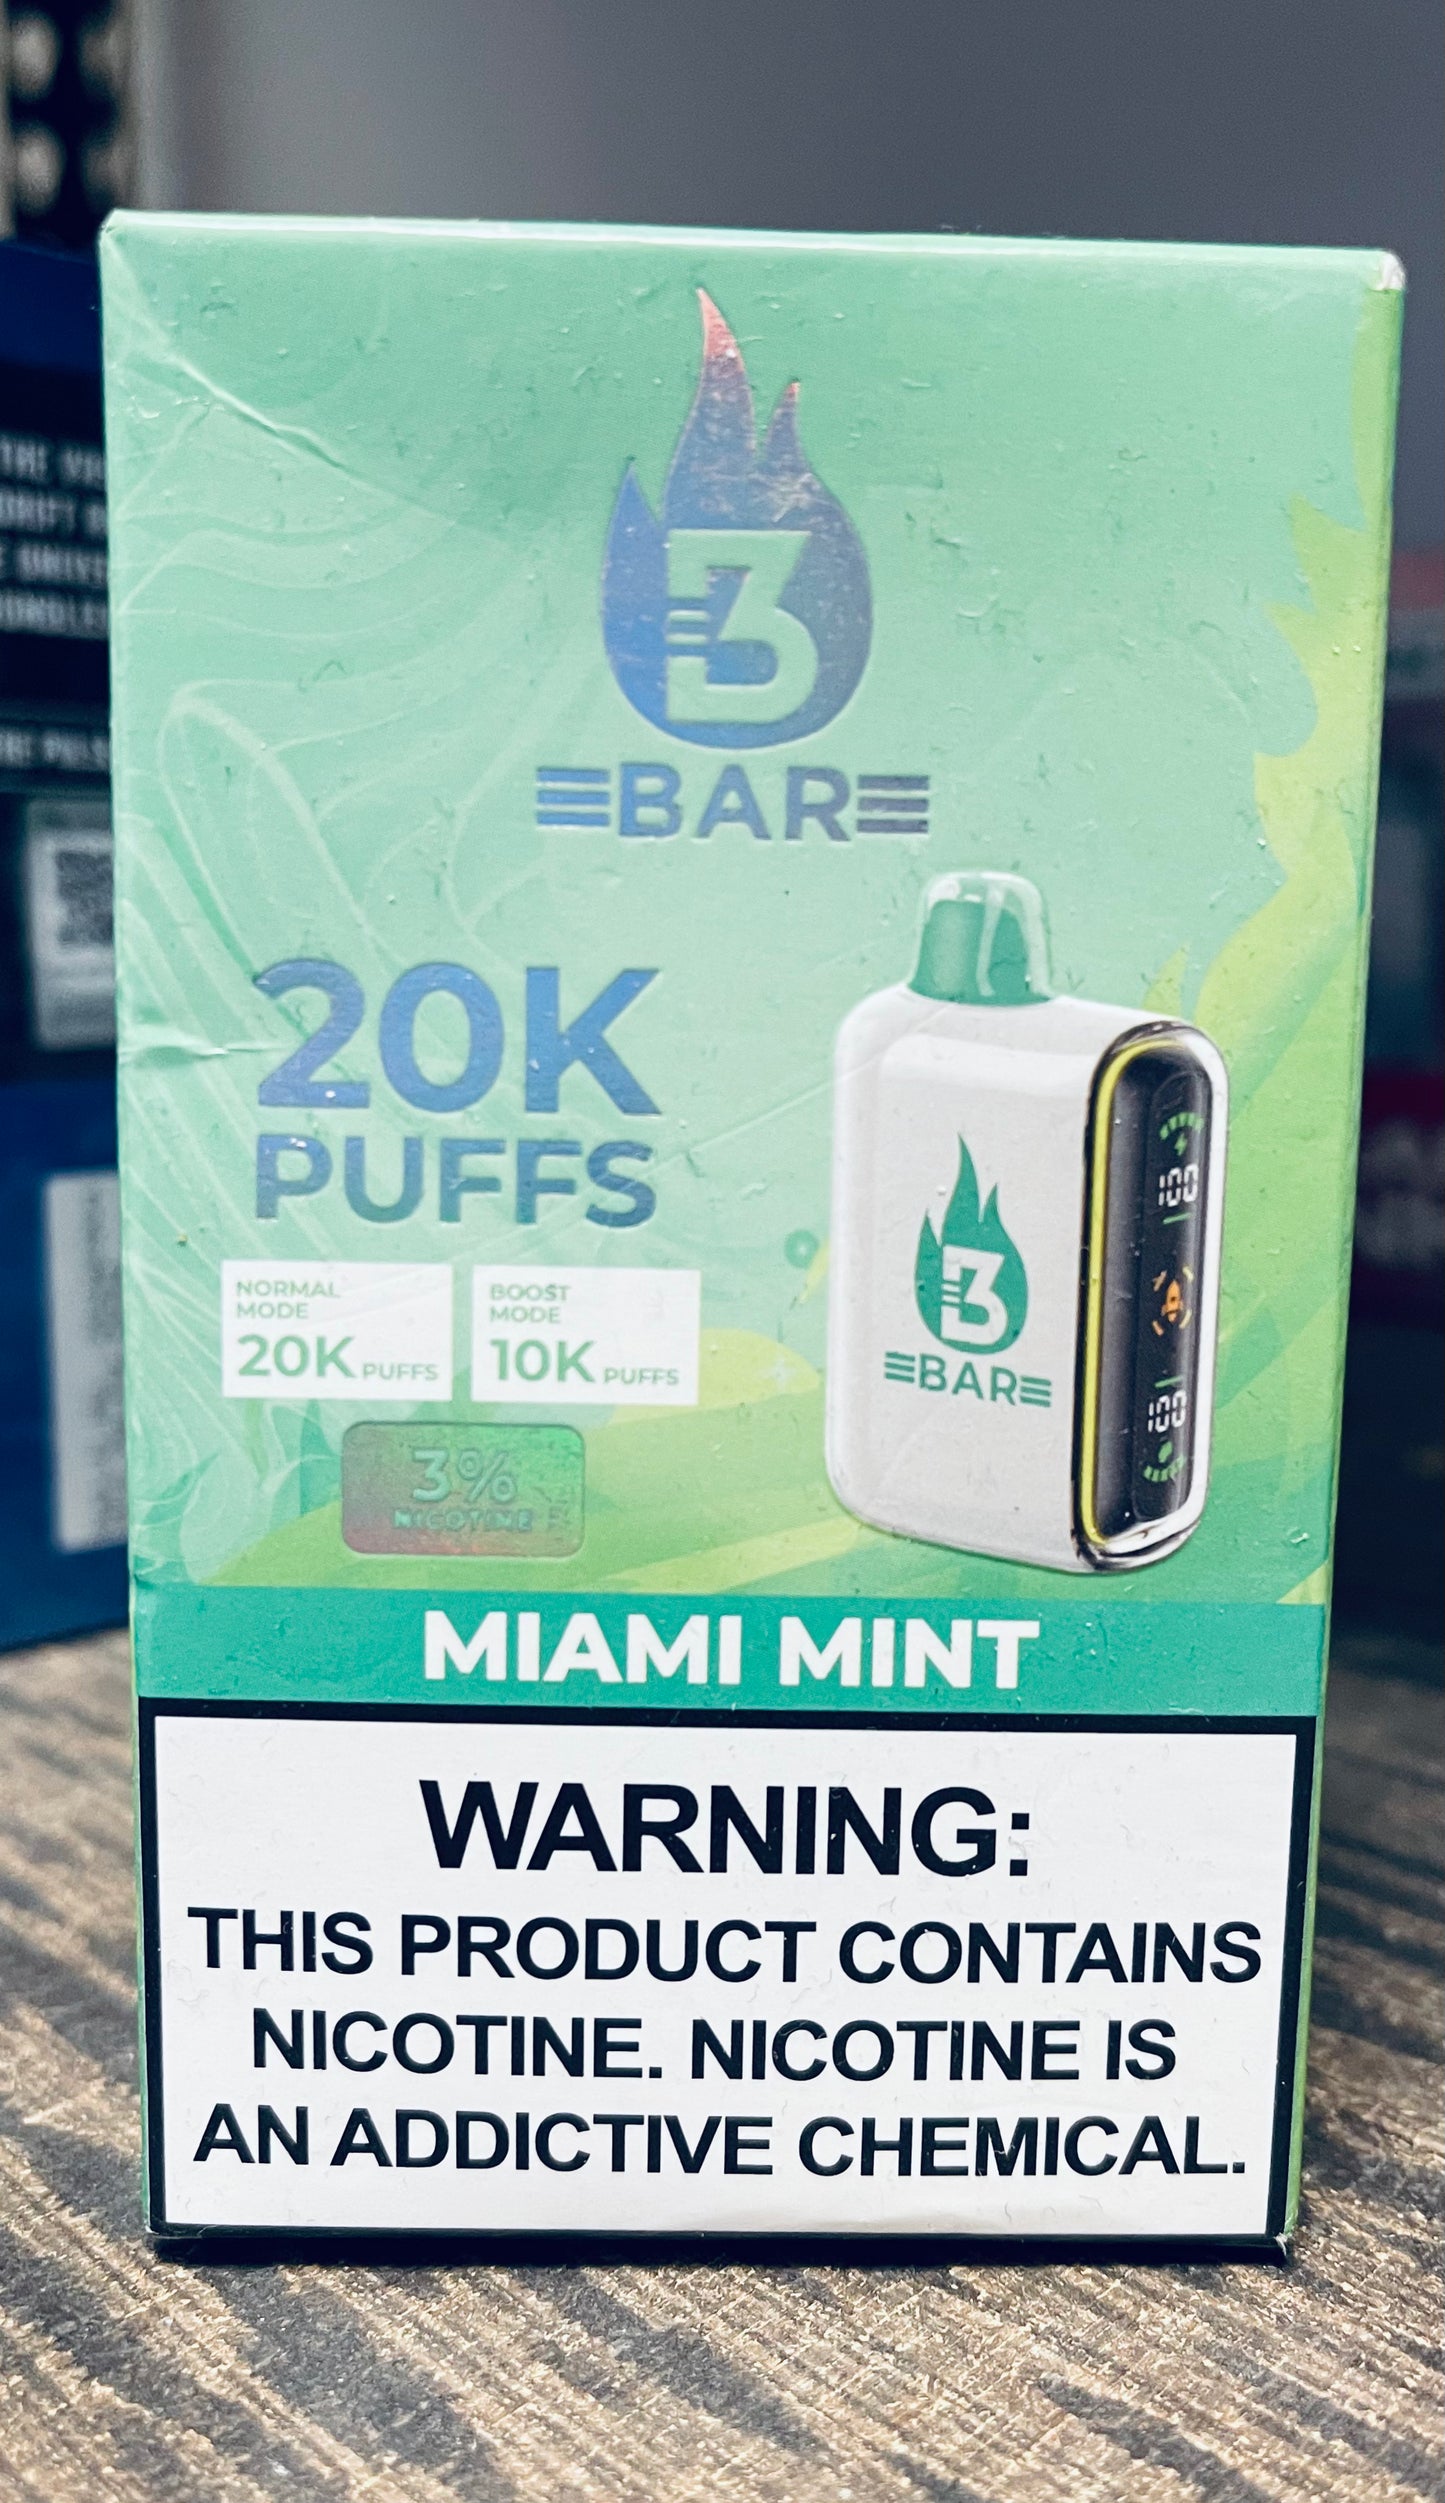 3
BAR
20K
PUFFS
NORMAL
MODE
20K PUFFS
BOOST
MODE
10K PUFFS
3%
NICOTINE
3
BAR
100
100
MIAMI MINT
WARNING:
THIS PRODUCT CONTAINS
NICOTINE. NICOTINE IS
AN ADDICTIVE CHEMICAL.